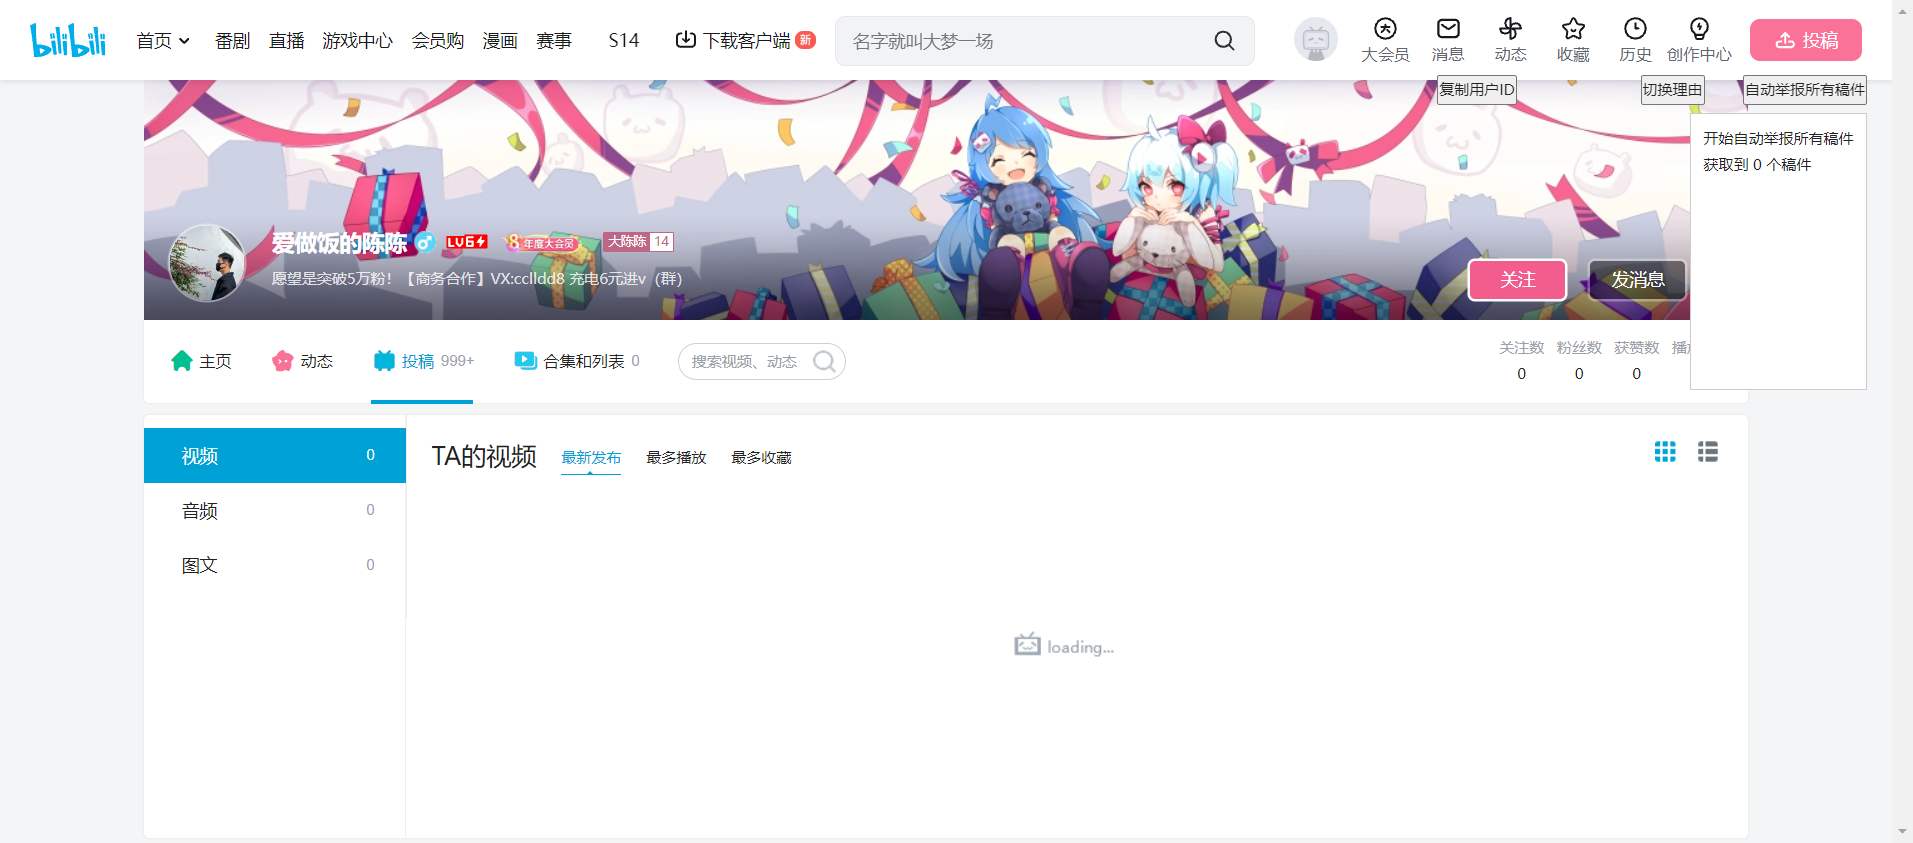 bilibili 首页 番剧 直播 游戏中心 会员购 漫画 赛事 S14 下载客户端 新 名字就叫大梦一场 大会员 消息 动态 收藏 历史 创作中心 投稿
复制用户ID 切换理由 自动举报所有稿件
开始自动举报所有稿件
获取到 0 个稿件
爱做饭的陈陈 LV6 年度大会员 大陈陈 14
愿望是突破5万粉！【商务合作】VX:cclldd8 充电6元进v（群）
关注 发消息
主页 动态 投稿 999+ 合集和列表 0 搜索视频、动态
关注数 粉丝数 获赞数 播
0 0 0
视频 0
音频 0
图文 0
TA的视频 最新发布 最多播放 最多收藏
loading...